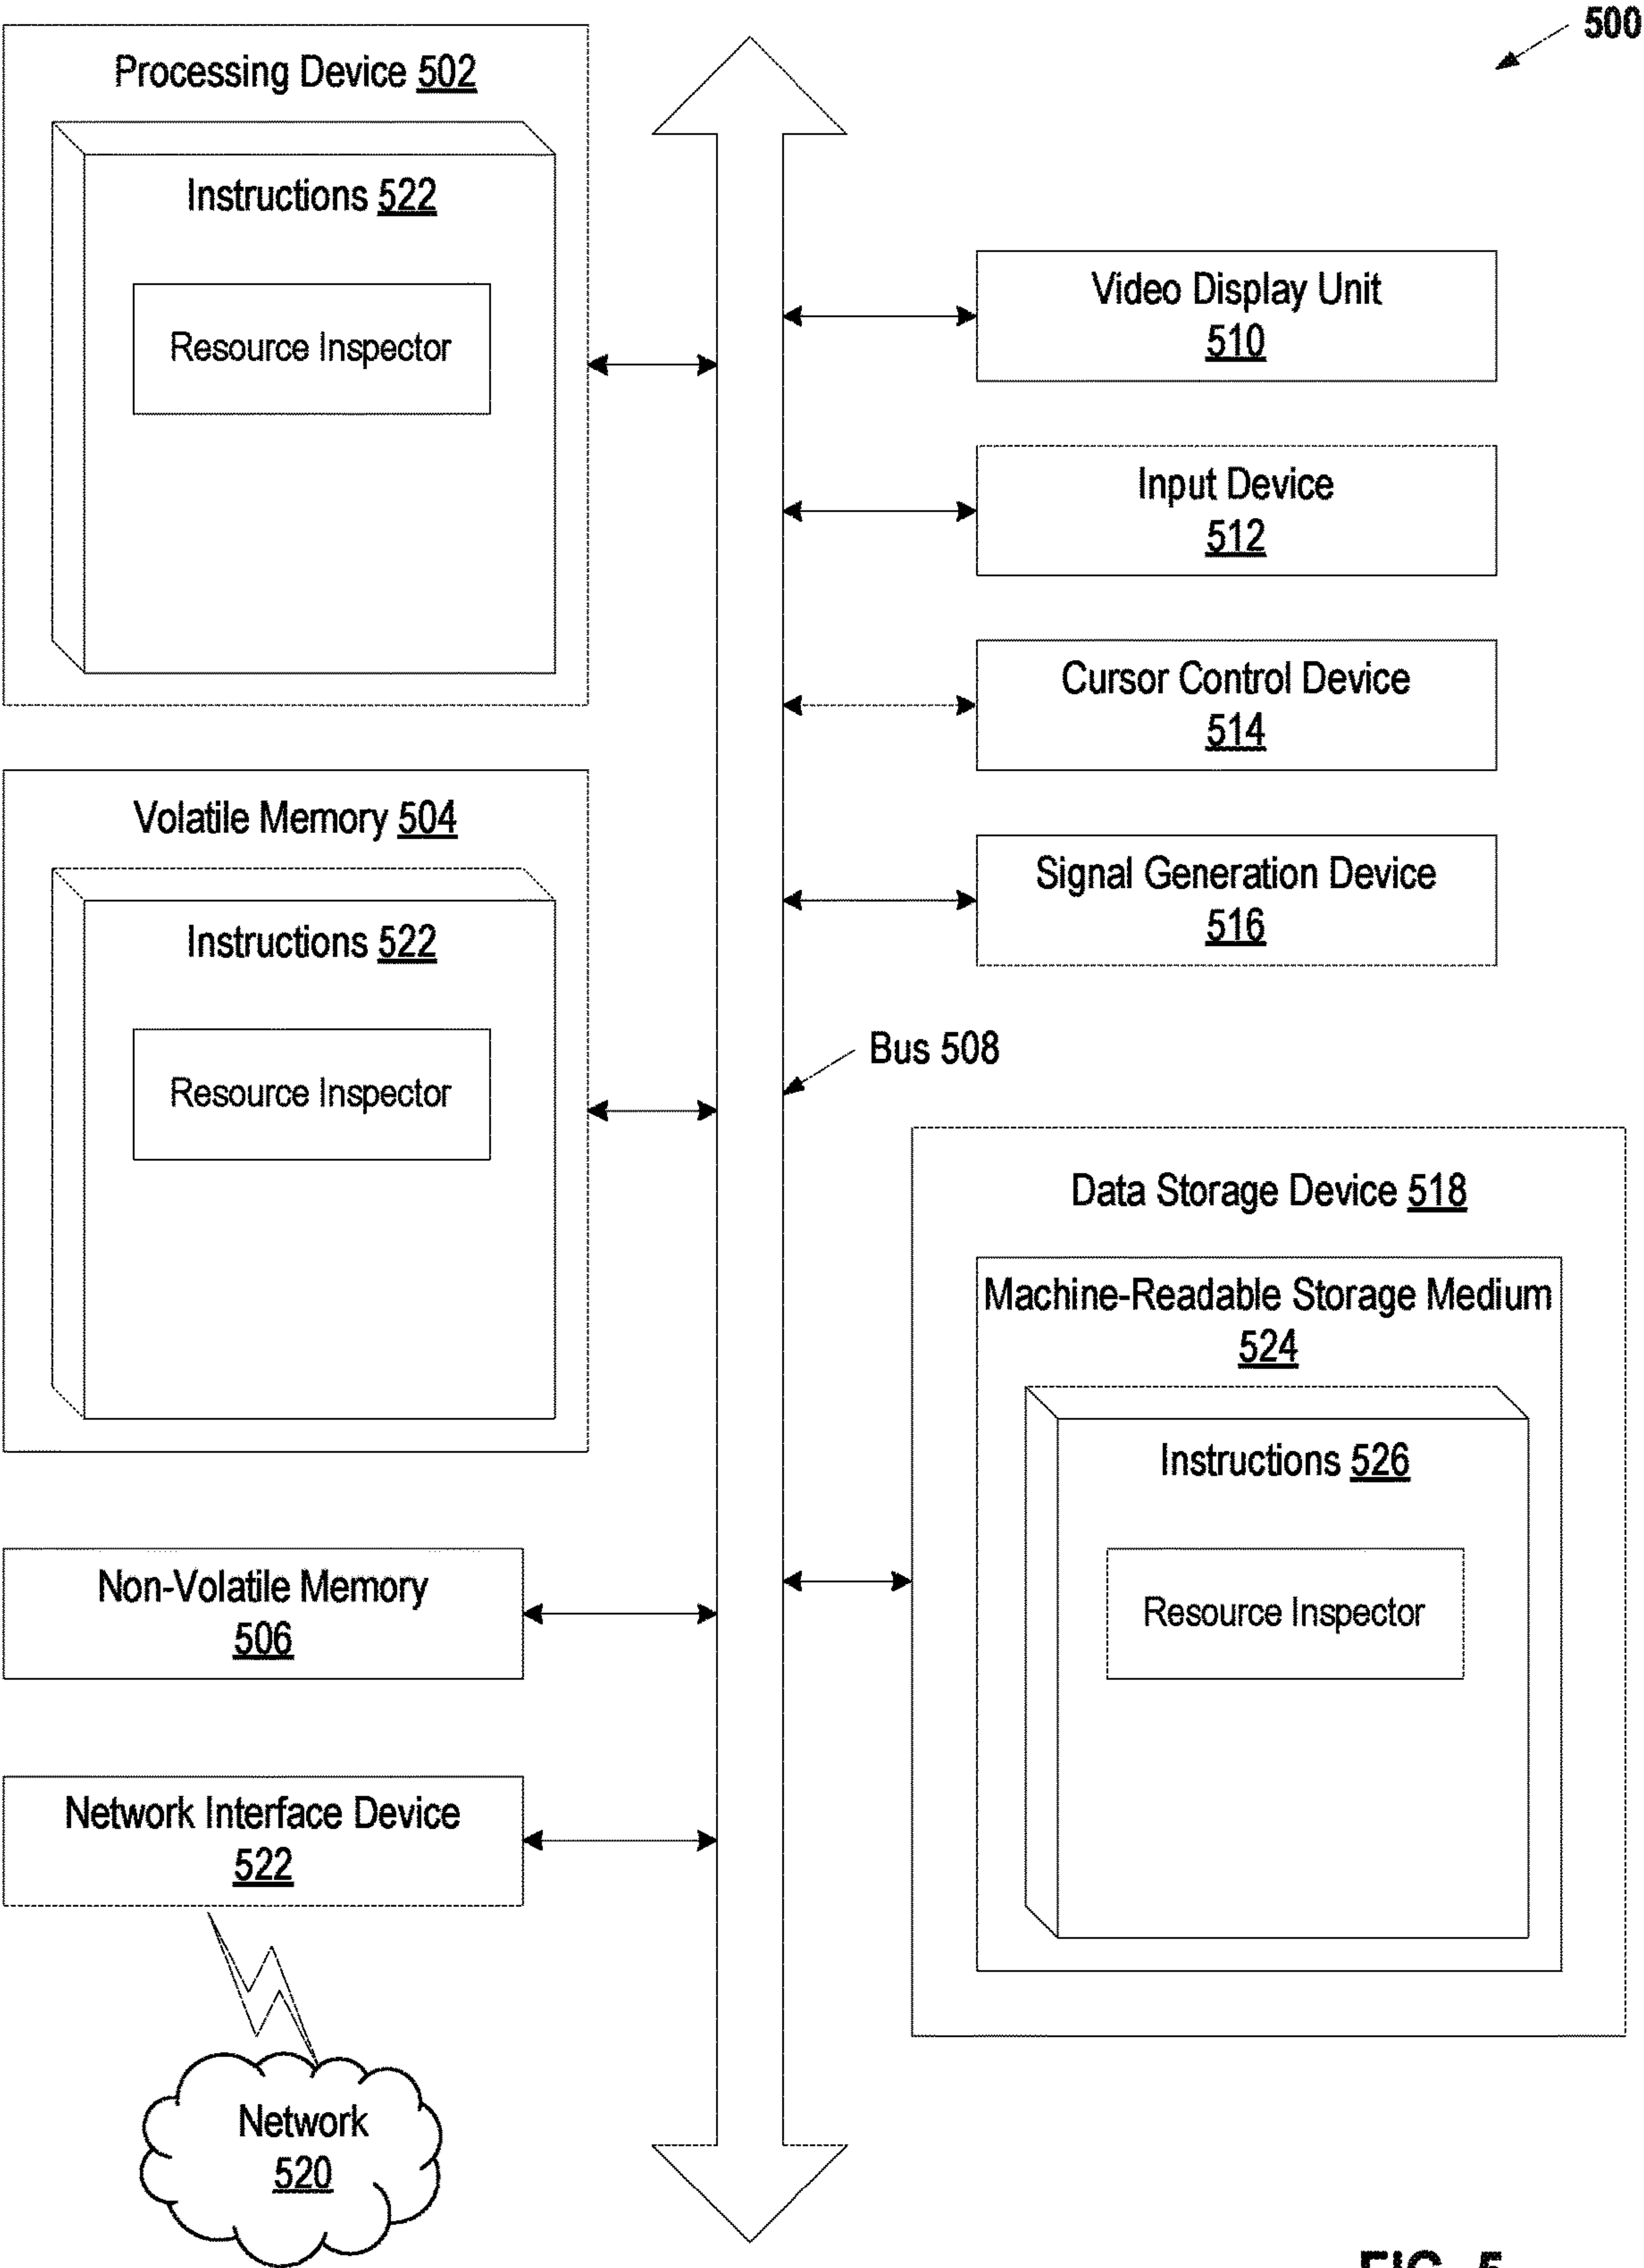 500
Processing Device 502
Instructions 522
Resource Inspector
Video Display Unit
510
Input Device
512
Cursor Control Device
514
Signal Generation Device
516
Volatile Memory 504
Instructions 522
Resource Inspector
Bus 508
Data Storage Device 518
Machine-Readable Storage Medium
524
Instructions 526
Resource Inspector
Non-Volatile Memory
506
Network Interface Device
522
Network
520
FIG. 5